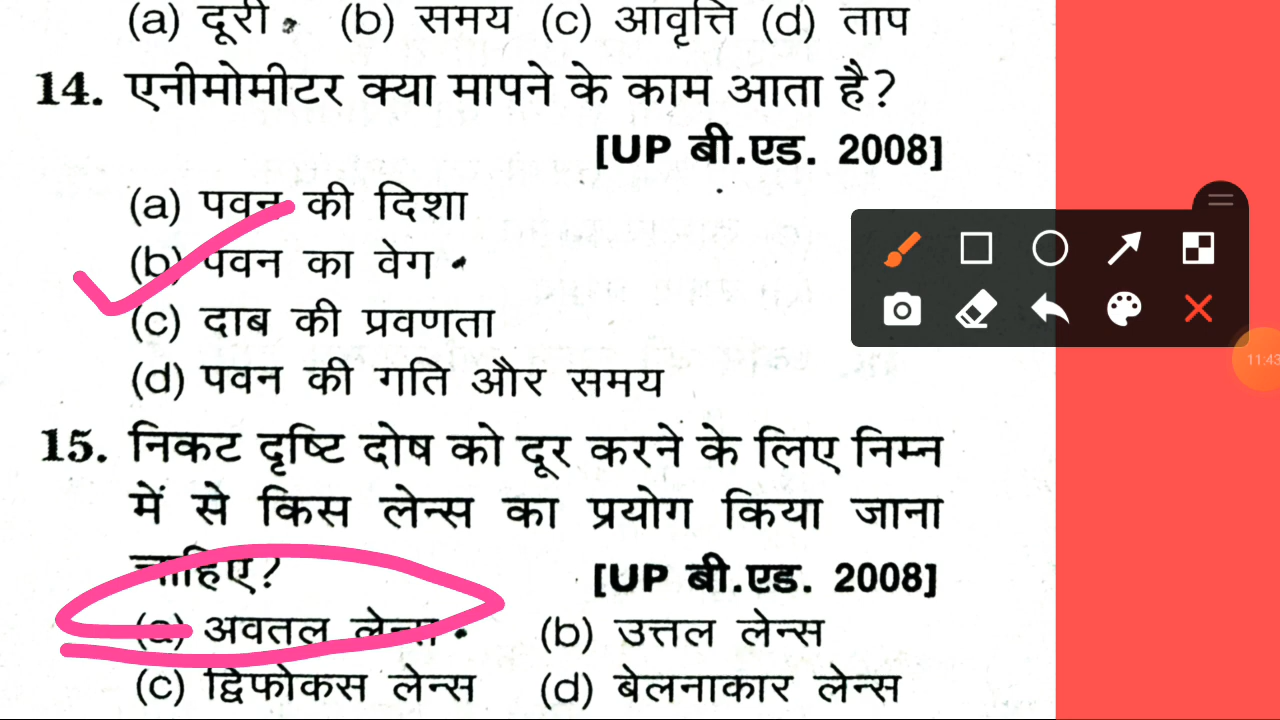 (a) दूरी (b) समय (c) आवृत्ति (d) ताप
14. एनीमोमीटर क्या मापने के काम आता है?
[UP बी.एड. 2008]
(a) पवन की दिशा
(b) पवन का वेग
(c) दाब की प्रवणता
(d) पवन की गति और समय
15. निकट दृष्टि दोष को दूर करने के लिए निम्न
में से किस लेन्स का प्रयोग किया जाना
चाहिए? [UP बी.एड. 2008]
(a) अवतल लेन्स (b) उत्तल लेन्स
(c) द्विफोकस लेन्स (d) बेलनाकार लेन्स
11:43